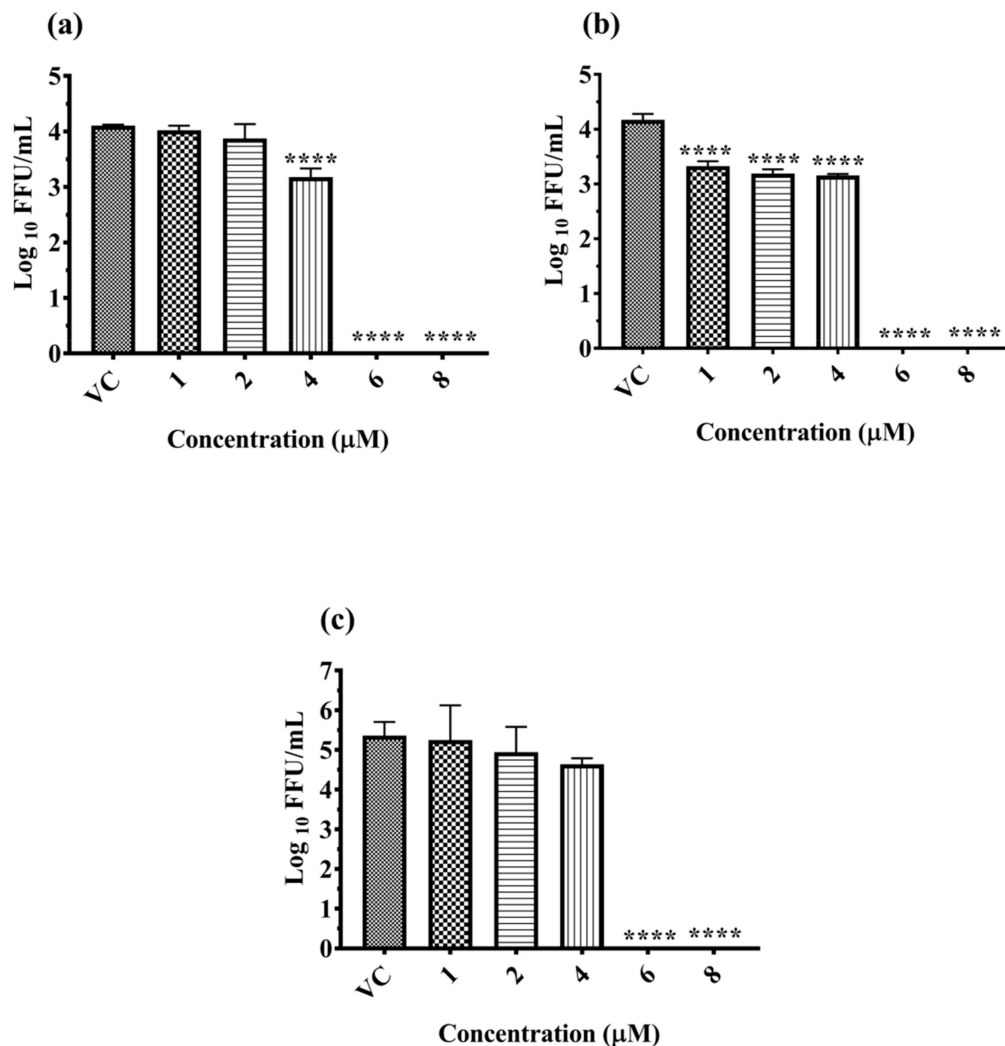 (a)
Log 10 FFU/mL
5
4
3
2
1
0
****
**** ****
VC 1 2 4 6 8
Concentration (μM)
(b)
Log 10 FFU/mL
5
4
3
2
1
0
**** **** ****
**** ****
VC 1 2 4 6 8
Concentration (μM)
(c)
Log 10 FFU/mL
7
6
5
4
3
2
1
0
**** ****
VC 1 2 4 6 8
Concentration (μM)